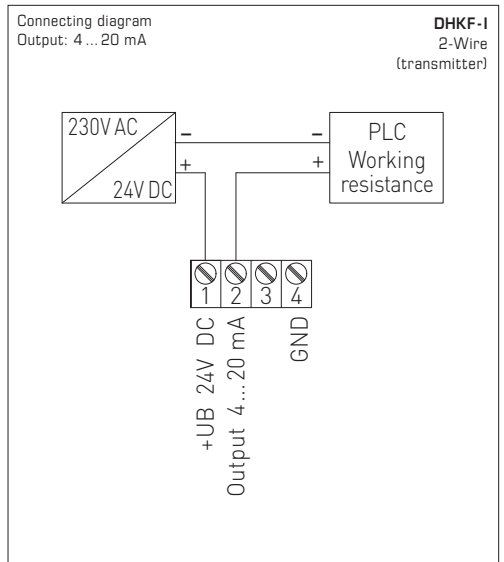 Connecting diagram
Output: 4 ... 20 mA
DHKF-I
2-Wire
(transmitter)
230V AC
24V DC
–
+
–
+
PLC
Working
resistance
1 2 3 4
+UB 24V DC
Output 4...20 mA
GND